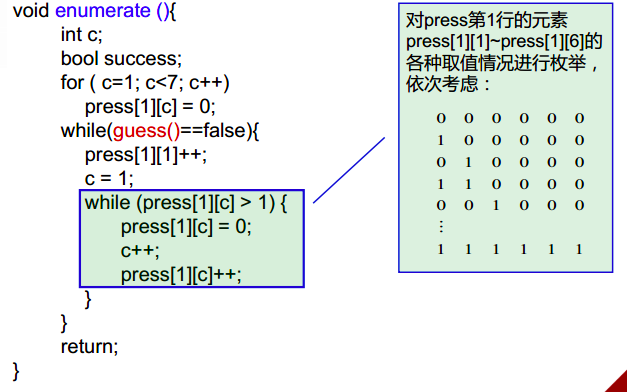 void enumerate (){
int c;
bool success;
for ( c=1; c<7; c++)
press[1][c] = 0;
while(guess()==false){
press[1][1]++;
c = 1;
while (press[1][c] > 1) {
press[1][c] = 0;
c++;
press[1][c]++;
}
}
return;
}
对press第1行的元素
press[1][1]~press[1][6]的
各种取值情况进行枚举，
依次考虑：
0 0 0 0 0 0
1 0 0 0 0 0
0 1 0 0 0 0
1 1 0 0 0 0
0 0 1 0 0 0
⋮
1 1 1 1 1 1